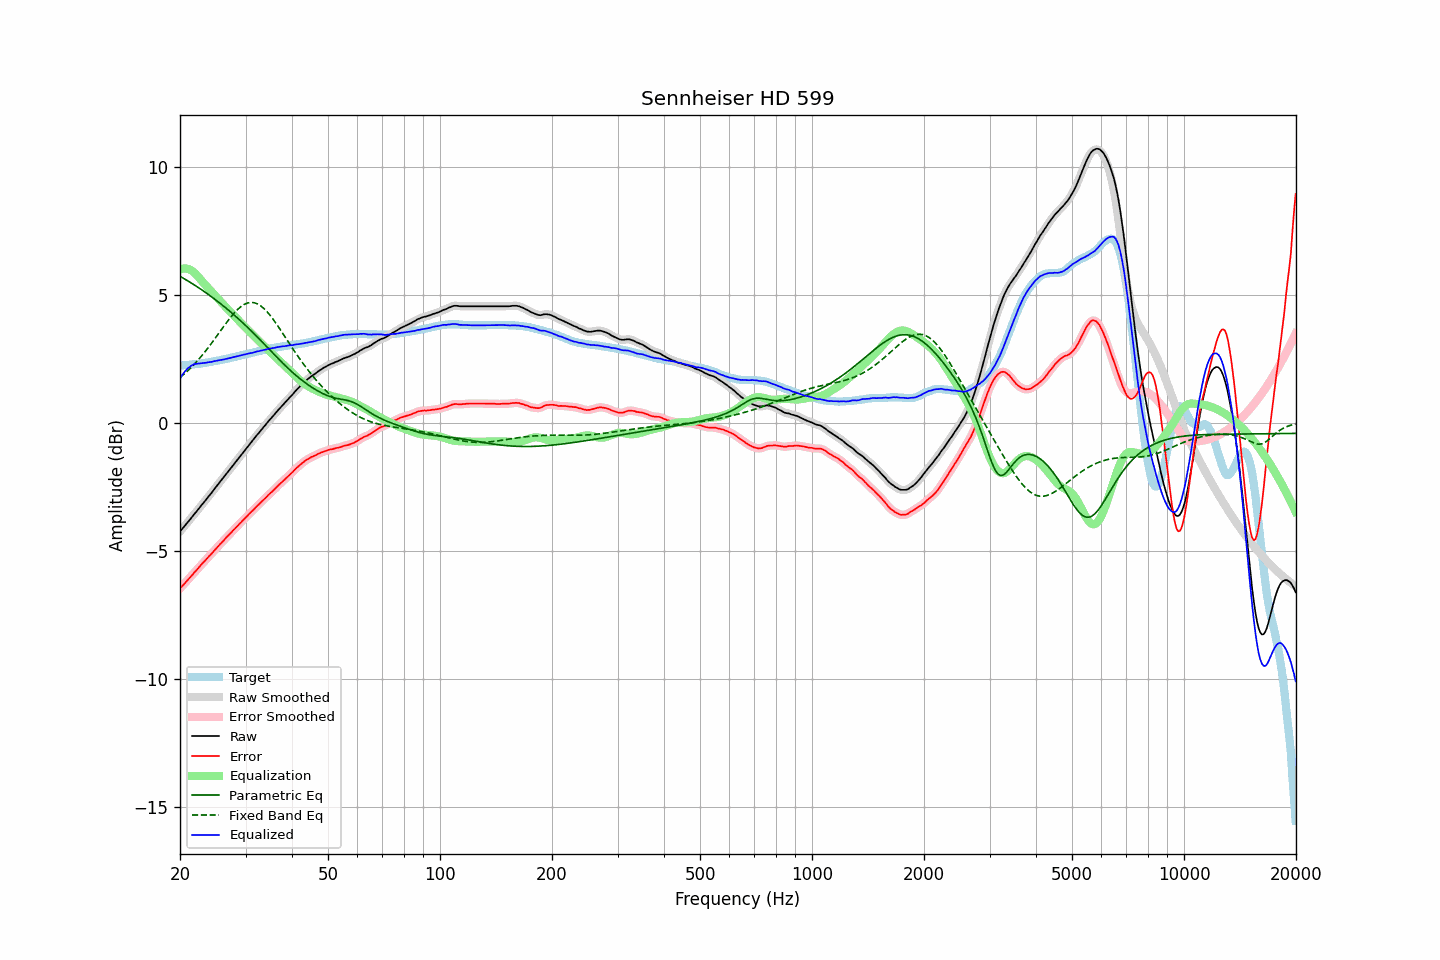 Sennheiser HD 599
Amplitude (dBr)
10
5
0
−5
−10
−15
Target
Raw Smoothed
Error Smoothed
Raw
Error
Equalization
Parametric Eq
Fixed Band Eq
Equalized
20 50 100 200 500 1000 2000 5000 10000 20000
Frequency (Hz)